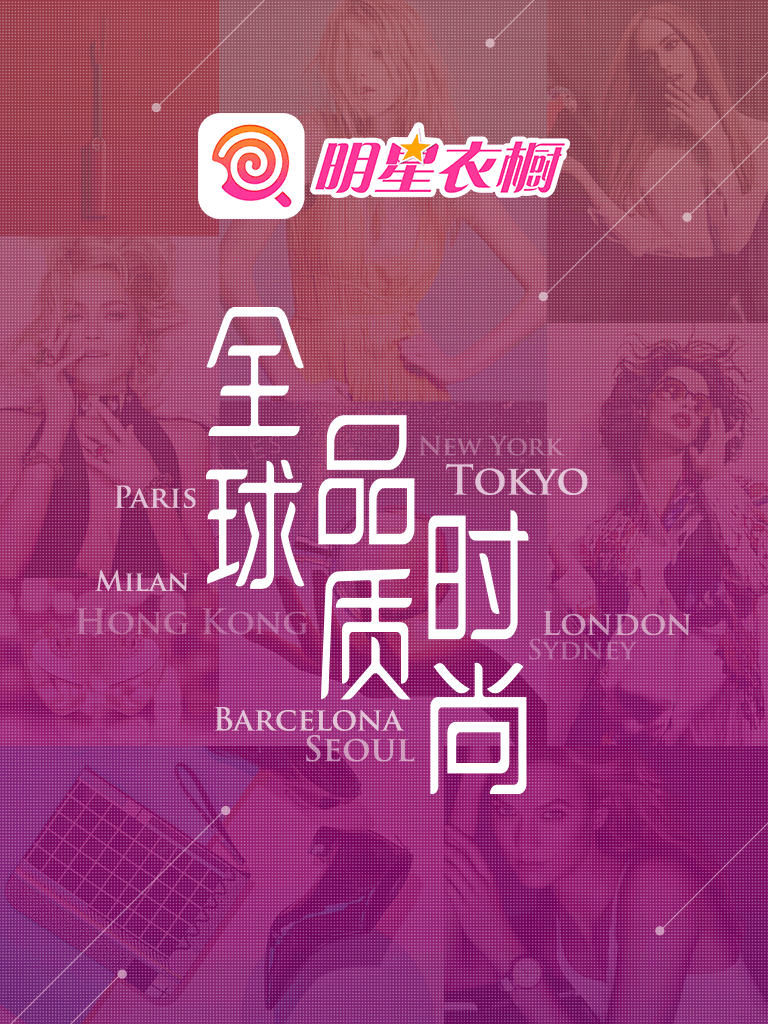 明星衣橱
全球
品质
时尚
NEW YORK
TOKYO
PARIS
MILAN
HONG KONG
LONDON
SYDNEY
BARCELONA
SEOUL